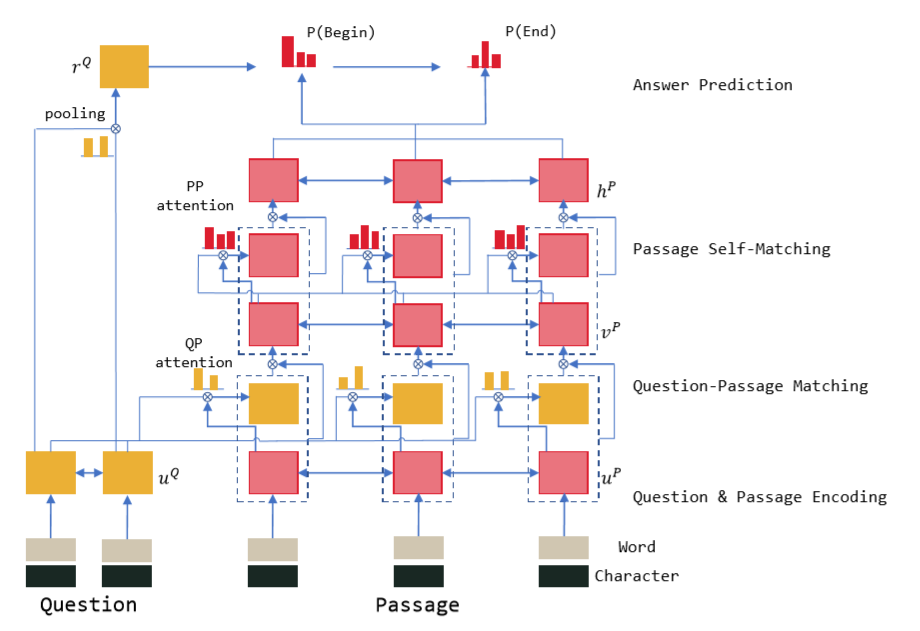 P(Begin)
P(End)
r^Q
Answer Prediction
pooling
PP
attention
h^P
Passage Self-Matching
v^P
QP
attention
Question-Passage Matching
u^Q
u^P
Question & Passage Encoding
Word
Character
Question
Passage